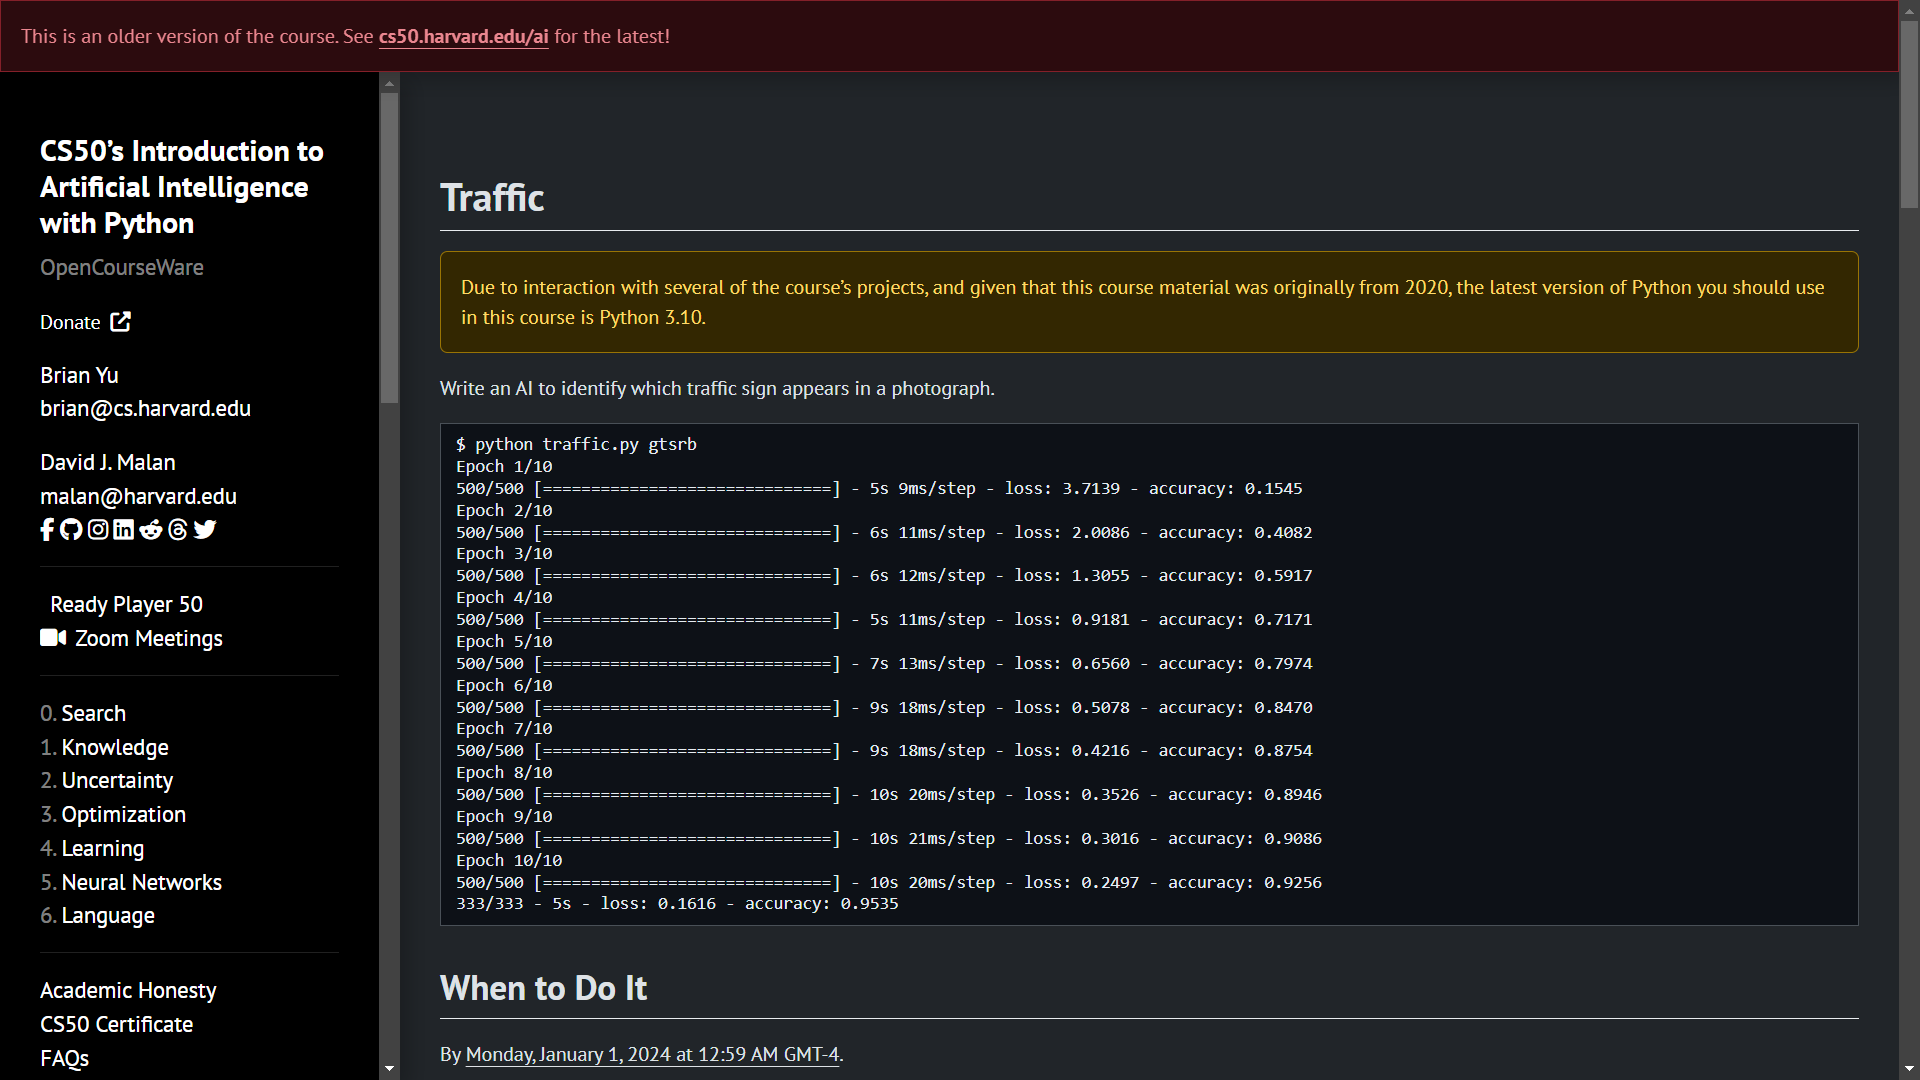 This is an older version of the course. See cs50.harvard.edu/ai for the latest!
CS50’s Introduction to
Artificial Intelligence
with Python
OpenCourseWare
Donate
Brian Yu
brian@cs.harvard.edu
David J. Malan
malan@harvard.edu
Ready Player 50
Zoom Meetings
0. Search
1. Knowledge
2. Uncertainty
3. Optimization
4. Learning
5. Neural Networks
6. Language
Academic Honesty
CS50 Certificate
FAQs
Traffic
Due to interaction with several of the course’s projects, and given that this course material was originally from 2020, the latest version of Python you should use
in this course is Python 3.10.
Write an AI to identify which traffic sign appears in a photograph.
$ python traffic.py gtsrb
Epoch 1/10
500/500 [==============================] - 5s 9ms/step - loss: 3.7139 - accuracy: 0.1545
Epoch 2/10
500/500 [==============================] - 6s 11ms/step - loss: 2.0086 - accuracy: 0.4082
Epoch 3/10
500/500 [==============================] - 6s 12ms/step - loss: 1.3055 - accuracy: 0.5917
Epoch 4/10
500/500 [==============================] - 5s 11ms/step - loss: 0.9181 - accuracy: 0.7171
Epoch 5/10
500/500 [==============================] - 7s 13ms/step - loss: 0.6560 - accuracy: 0.7974
Epoch 6/10
500/500 [==============================] - 9s 18ms/step - loss: 0.5078 - accuracy: 0.8470
Epoch 7/10
500/500 [==============================] - 9s 18ms/step - loss: 0.4216 - accuracy: 0.8754
Epoch 8/10
500/500 [==============================] - 10s 20ms/step - loss: 0.3526 - accuracy: 0.8946
Epoch 9/10
500/500 [==============================] - 10s 21ms/step - loss: 0.3016 - accuracy: 0.9086
Epoch 10/10
500/500 [==============================] - 10s 20ms/step - loss: 0.2497 - accuracy: 0.9256
333/333 - 5s - loss: 0.1616 - accuracy: 0.9535
When to Do It
By Monday, January 1, 2024 at 12:59 AM GMT-4.